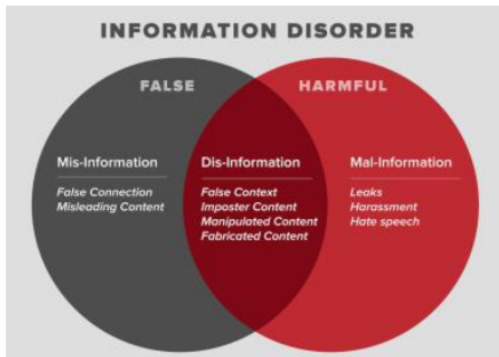 INFORMATION DISORDER
FALSE
HARMFUL
Mis-Information
False Connection
Misleading Content
Dis-Information
False Context
Imposter Content
Manipulated Content
Fabricated Content
Mal-Information
Leaks
Harassment
Hate speech